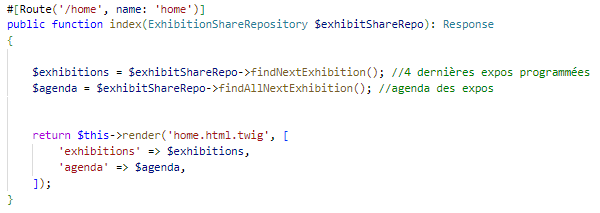 #[Route('/home', name: 'home')]
public function index(ExhibitionShareRepository $exhibitShareRepo): Response
{
$exhibitions = $exhibitShareRepo->findNextExhibition(); //4 dernières expos programmées
$agenda = $exhibitShareRepo->findAllNextExhibition(); //agenda des expos
return $this->render('home.html.twig', [
'exhibitions' => $exhibitions,
'agenda' => $agenda,
]);
}